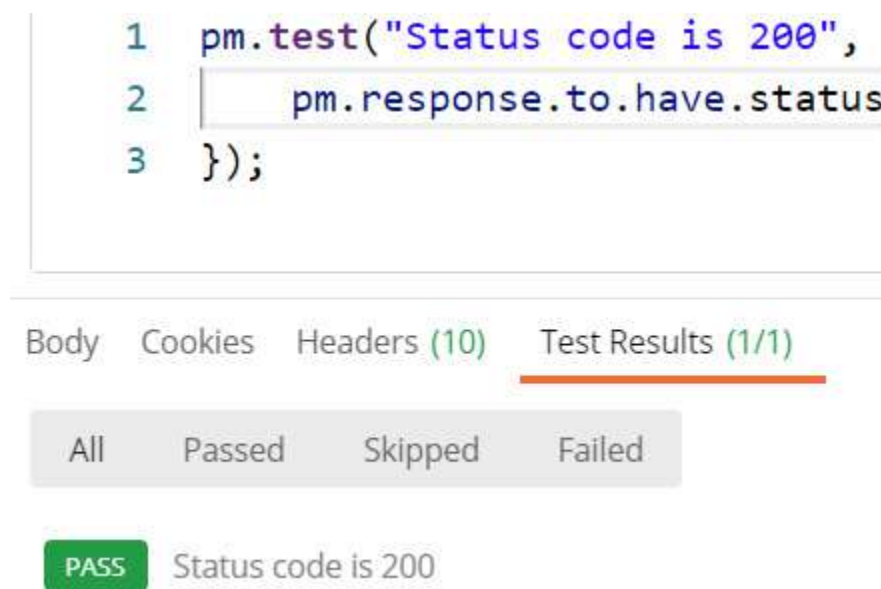 1 pm.test("Status code is 200",
2 pm.response.to.have.status
3 });
Body Cookies Headers (10) Test Results (1/1)
All Passed Skipped Failed
PASS Status code is 200